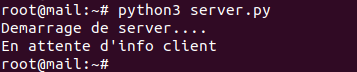 root@mail:~# python3 server.py
Demarrage de server....
En attente d'info client
root@mail:~#